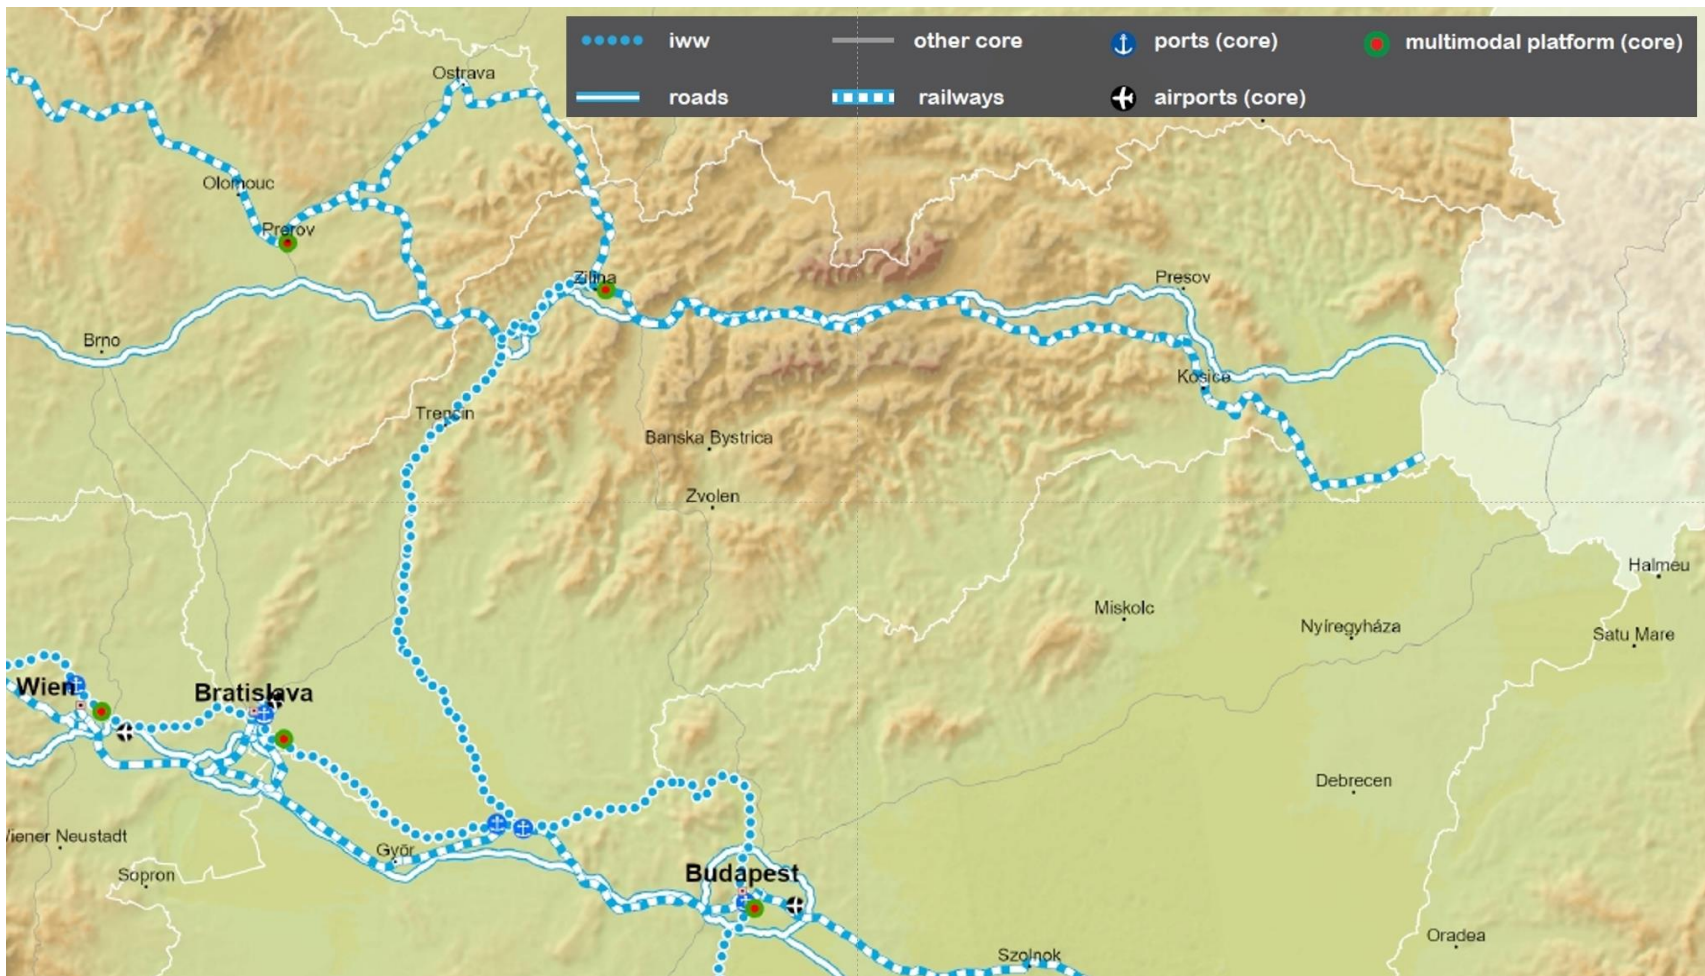 iww
other core
ports (core)
multimodal platform (core)
roads
railways
airports (core)
Ostrava
Olomouc
Prerov
Zilina
Presov
Brno
Kosice
Trencin
Banska Bystrica
Zvolen
Halmeu
Miskolc
Nyíregyháza
Satu Mare
Wien
Bratislava
Debrecen
Wiener Neustadt
Györ
Sopron
Budapest
Oradea
Szolnok